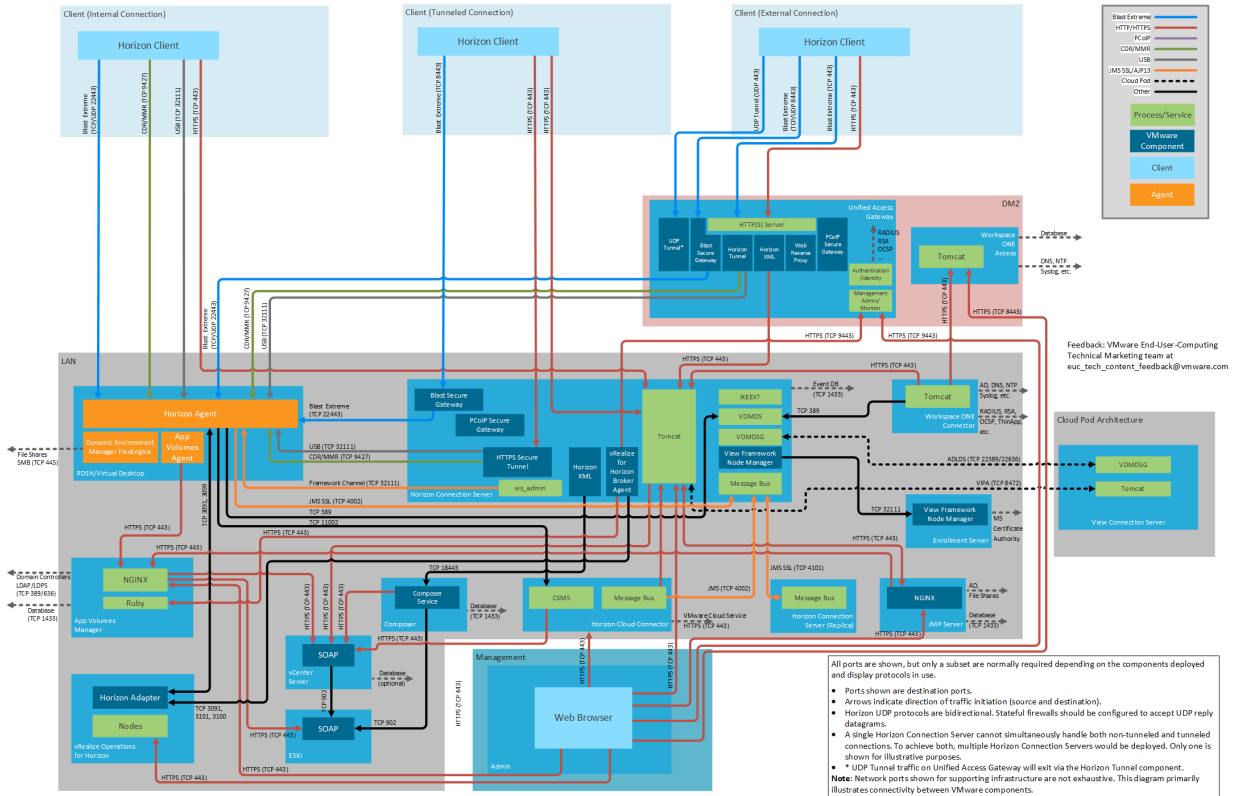 Client (Internal Connection)
Horizon Client
Blast Extreme
(TCP/UDP 22443)
CDR/MMR (TCP 9427)
USB (TCP 32111)
HTTPS (TCP 443)
Client (Tunneled Connection)
Horizon Client
Blast Extreme (TCP 8443)
HTTPS (TCP 443)
HTTPS (TCP 443)
Client (External Connection)
Horizon Client
UDP Tunnel (UDP 443)
Blast Extreme
(TCP/UDP 8443)
Blast Extreme (TCP 443)
HTTPS (TCP 443)
Blast Extreme
HTTP/HTTPS
PCoIP
CDR/MMR
USB
JMS SSL/AJP13
Cloud Pod
Other
Process/Service
VMware
Component
Client
Agent
DMZ
Unified Access
Gateway
HTTP(S) Server
UDP
Tunnel*
Blast
Secure
Gateway
Horizon
Tunnel
Horizon
XML
Web
Reverse
Proxy
PCoIP
Secure
Gateway
RADIUS
RSA
OCSP
...
Authentication
/Identity
Management
Admin/
Monitor
Workspace
ONE
Access
Tomcat
Database
DNS, NTP
Syslog, etc.
HTTPS (TCP 443)
HTTPS (TCP 8443)
HTTPS (TCP 9443)
HTTPS (TCP 9443)
Blast Extreme
(TCP/UDP 22443)
CDR/MMR (TCP 9427)
USB (TCP 32111)
HTTPS (TCP 443)
HTTPS (TCP 443)
Feedback: VMware End-User-Computing
Technical Marketing team at
euc_tech_content_feedback@vmware.com
LAN
Horizon Agent
Dynamic Environment
Manager FlexEngine
App
Volumes
Agent
RDSH/Virtual Desktop
File Shares
SMB (TCP 445)
Blast Extreme
(TCP 22443)
USB (TCP 32111)
CDR/MMR (TCP 9427)
Framework Channel (TCP 32111)
JMS SSL (TCP 4002)
TCP 389
TCP 11002
Blast Secure
Gateway
PCoIP Secure
Gateway
HTTPS Secure
Tunnel
ws_admin
Horizon Connection Server
Horizon
XML
vRealize
for
Horizon
Broker
Agent
Tomcat
IKEEXT
VDMDS
VDMDSG
View Framework
Node Manager
Message Bus
Event DB
(TCP 1433)
TCP 389
Tomcat
Workspace ONE
Connector
AD, DNS, NTP
Syslog, etc.
RADIUS, RSA,
OCSP, ThinApp,
etc.
ADLDS (TCP 22389/22636)
VIPA (TCP 8472)
Cloud Pod Architecture
VDMDSG
Tomcat
View Connection Server
TCP 32111
View Framework
Node Manager
Enrollment Server
MS
Certificate
Authority
TCP 3091, 3099
HTTPS (TCP 443)
HTTPS (TCP 443)
HTTPS (TCP 443)
NGINX
Ruby
App Volumes
Manager
Domain Controllers
LDAP/LDPS
(TCP 389/636)
Database
(TCP 1433)
HTTPS (TCP 443)
HTTPS (TCP 443)
HTTPS (TCP 443)
TCP 18443
Composer
Service
Composer
Database
(TCP 1433)
CSMS
Message Bus
Horizon Cloud Connector
VMware Cloud Service
HTTPS (TCP 443)
JMS (TCP 4002)
JMS SSL (TCP 4101)
Message Bus
Horizon Connection
Server (Replica)
NGINX
JMP Server
AD,
File Shares
Database
(TCP 1433)
HTTPS (TCP 443)
HTTPS (TCP 443)
SOAP
vCenter
Server
Database
(optional)
TCP 902
TCP 902
SOAP
ESXi
HTTPS (TCP 443)
Horizon Adapter
Nodes
vRealize Operations
for Horizon
TCP 3091,
3101, 3100
HTTPS (TCP 443)
HTTPS (TCP 443)
Management
Web Browser
Admin
All ports are shown, but only a subset are normally required depending on the components deployed
and display protocols in use.
• Ports shown are destination ports.
• Arrows indicate direction of traffic initiation (source and destination).
• Horizon UDP protocols are bidirectional. Stateful firewalls should be configured to accept UDP reply
datagrams.
• A single Horizon Connection Server cannot simultaneously handle both non-tunneled and tunneled
connections. To achieve both, multiple Horizon Connection Servers would be deployed. Only one is
shown for illustrative purposes.
• * UDP Tunnel traffic on Unified Access Gateway will exit via the Horizon Tunnel component.
Note: Network ports shown for supporting infrastructure are not exhaustive. This diagram primarily
illustrates connectivity between VMware components.